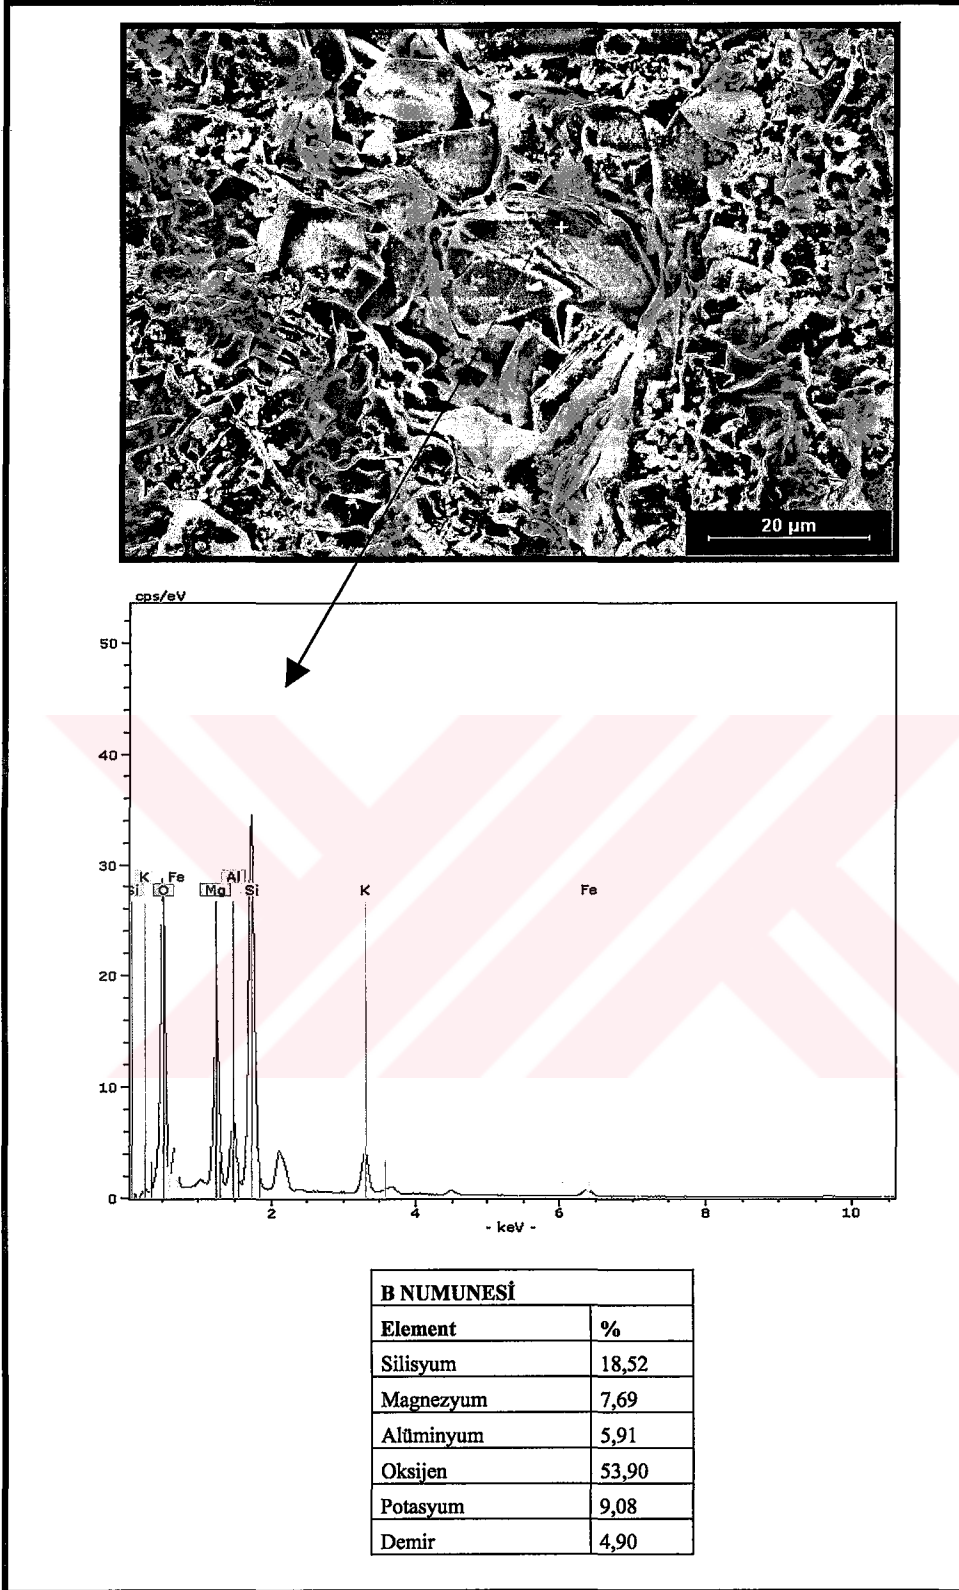 20 µm
cps/eV
50
40
30
20
10
0
K Fe Al
Si O Mg Si K Fe
2 4 6 8 10
- keV -
B NUMUNESİ
Element %
Silisyum 18,52
Magnezyum 7,69
Alüminyum 5,91
Oksijen 53,90
Potasyum 9,08
Demir 4,90